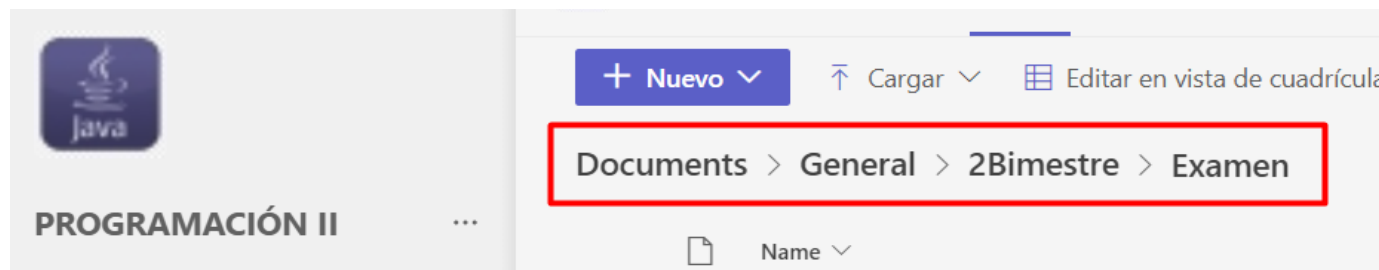 Java
PROGRAMACIÓN II ...
+ Nuevo
Cargar
Editar en vista de cuadrícula
Documents > General > 2Bimestre > Examen
Name